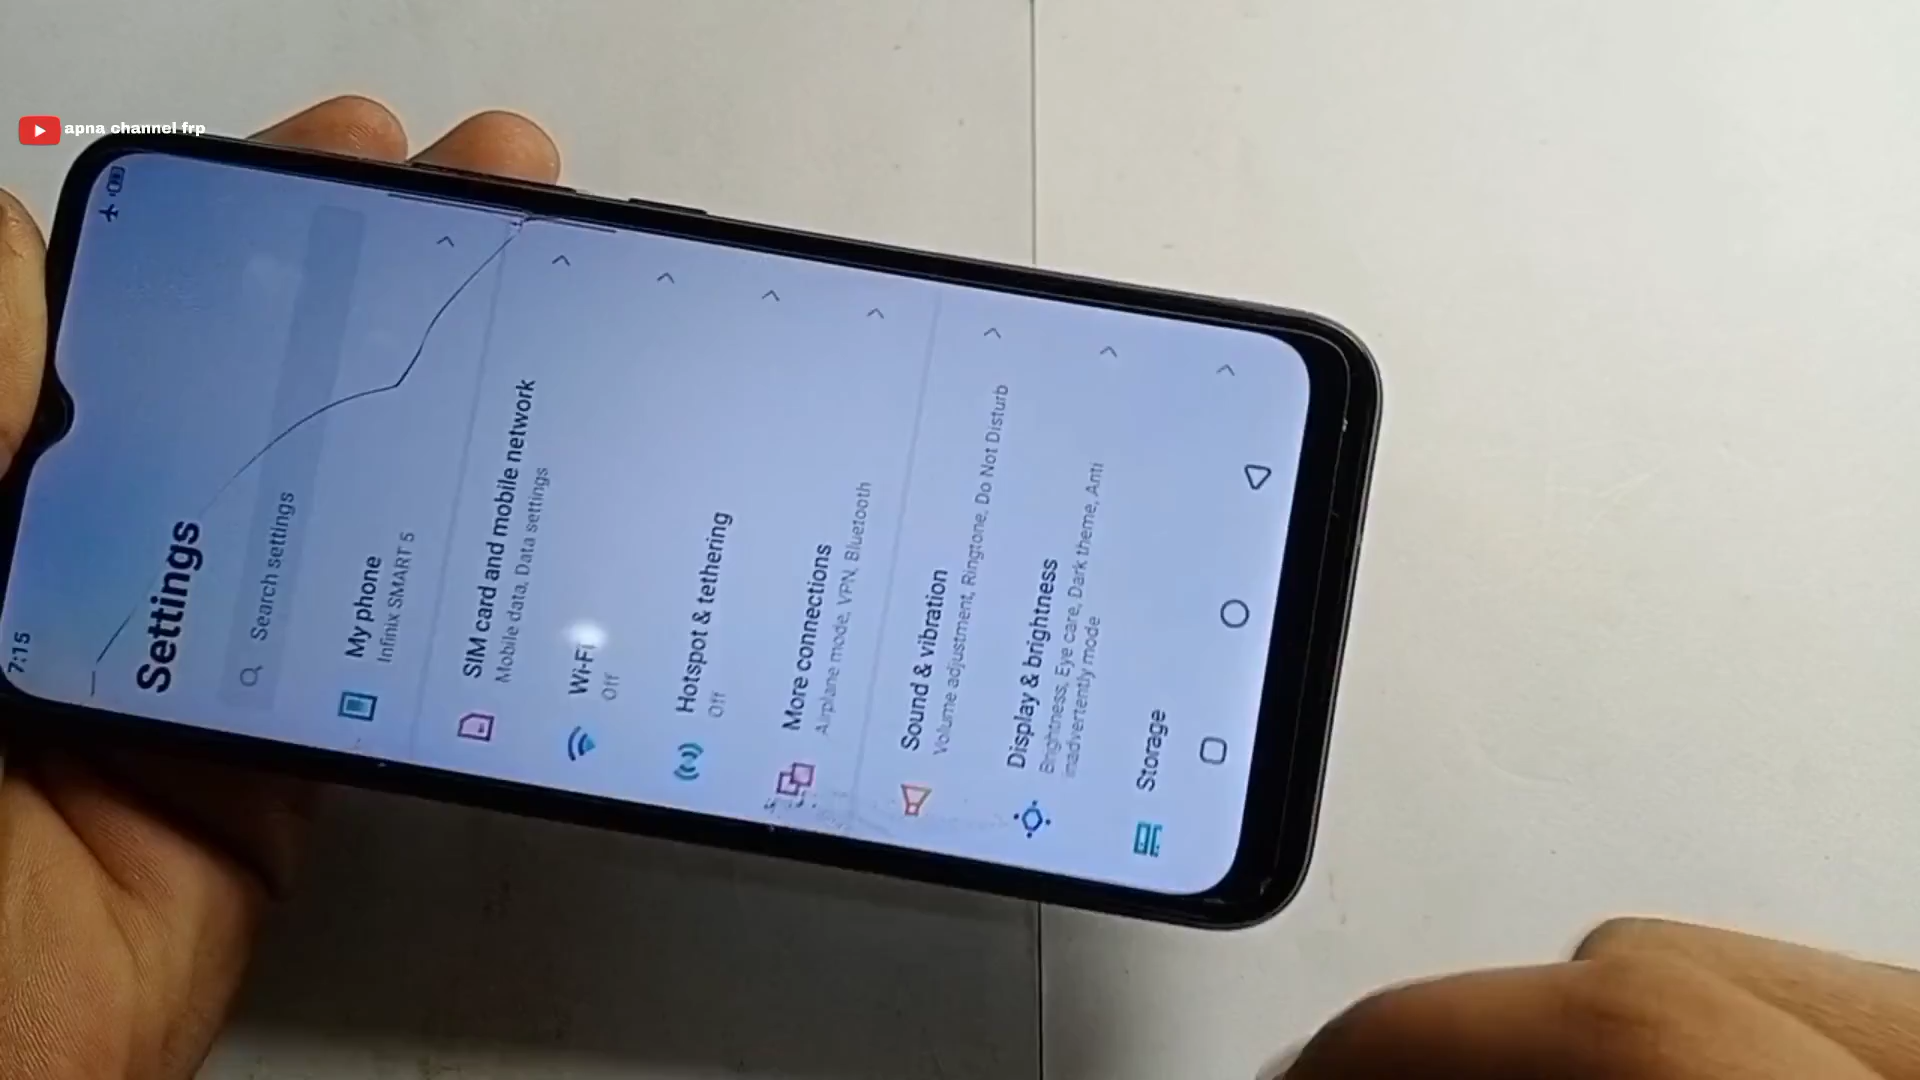 apna channel frp
7:15
Settings
Search settings
My phone
Infinix SMART 5
SIM card and mobile network
Mobile data, Data settings
Wi-Fi
Off
Hotspot & tethering
Off
More connections
Airplane mode, VPN, Bluetooth
Sound & vibration
Volume adjustment, Ringtone, Do Not Disturb
Display & brightness
Brightness, Eye care, Dark theme, Anti
inadvertently mode
Storage